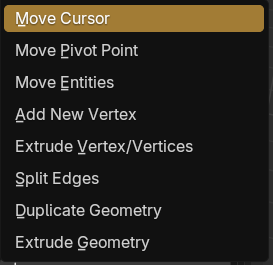 Move Cursor
Move Pivot Point
Move Entities
Add New Vertex
Extrude Vertex/Vertices
Split Edges
Duplicate Geometry
Extrude Geometry